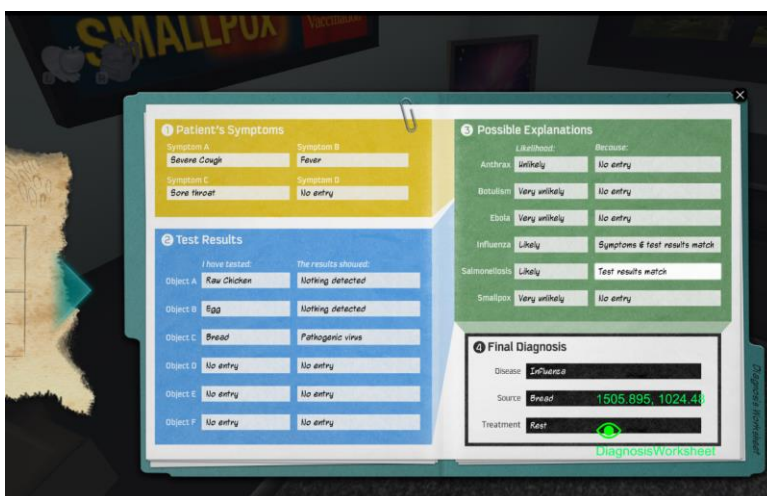 SMALLPOX
Vaccination
1 Patient's Symptoms
Symptom A
Symptom B
Severe Cough
Fever
Symptom C
Symptom D
Sore throat
No entry
2 Test Results
I have tested:
The results showed:
Object A
Raw Chicken
Nothing detected
Object B
Egg
Nothing detected
Object C
Bread
Pathogenic virus
Object D
No entry
No entry
Object E
No entry
No entry
Object F
No entry
No entry
3 Possible Explanations
Likelihood:
Because:
Anthrax
Unlikely
No entry
Botulism
Very unlikely
No entry
Ebola
Very unlikely
No entry
Influenza
Likely
Symptoms & test results match
Salmonellosis
Likely
Test results match
Smallpox
Very unlikely
No entry
4 Final Diagnosis
Disease
Influenza
Source
Bread
1505.895, 1024.48
Treatment
Rest
DiagnosisWorksheet
Diagnosis Worksheet